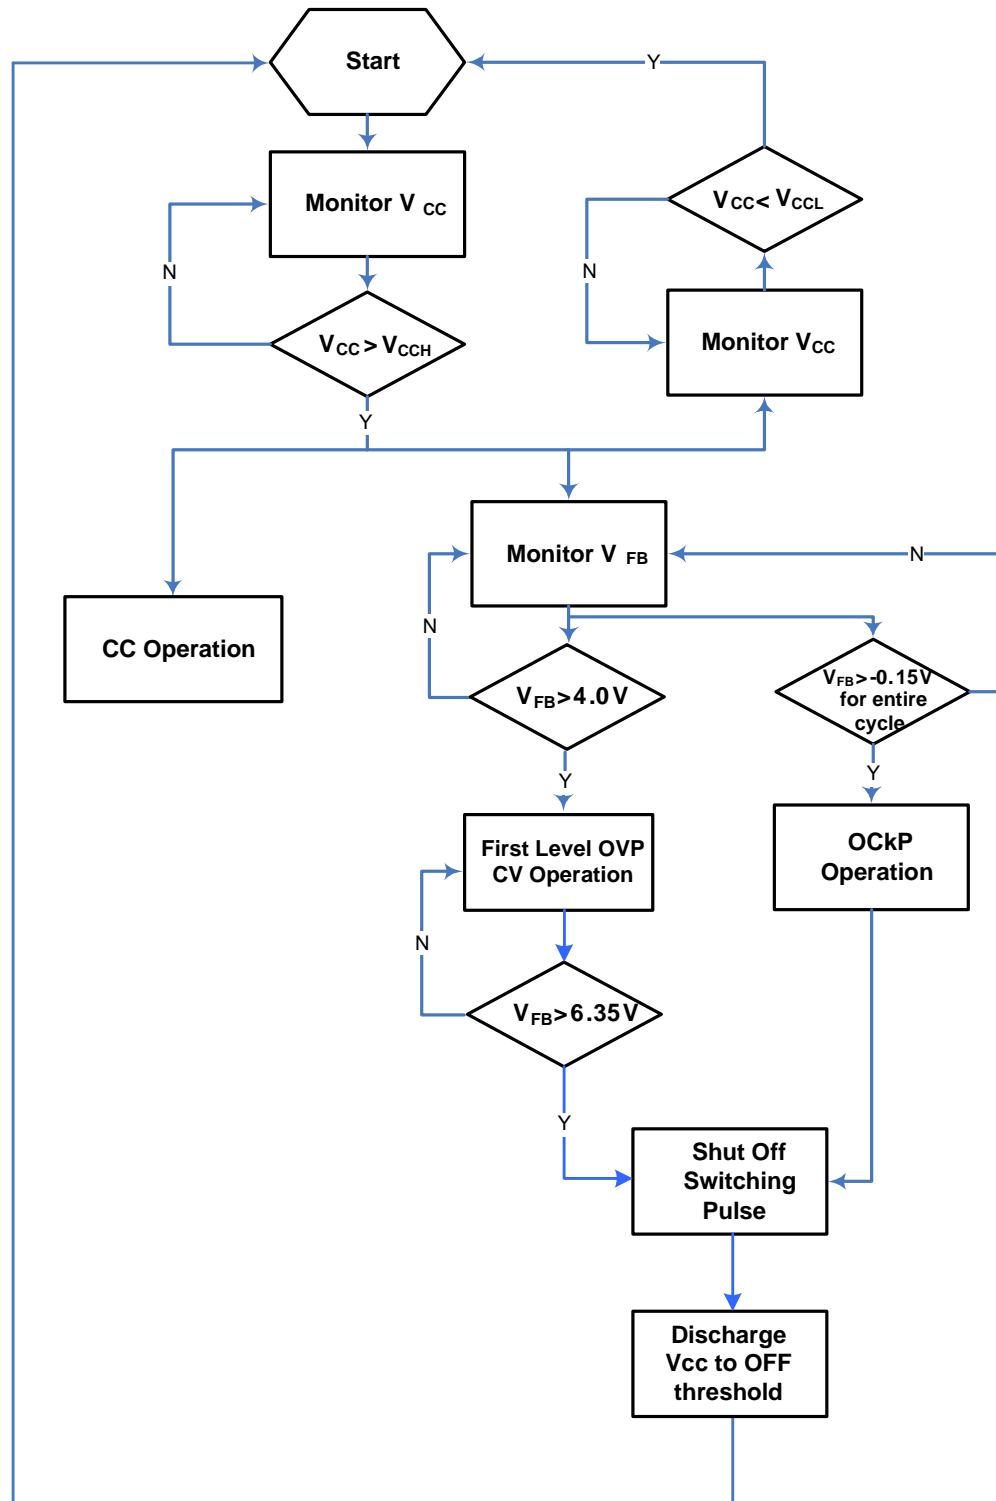 Start
Y
Monitor V CC
VCC< VCCL
N
N
VCC > VCCH
Monitor VCC
Y
Monitor V FB
N
CC Operation
N
VFB>4.0V
VFB>-0.15V
for entire
cycle
Y
Y
First Level OVP
CV Operation
OCkP
Operation
N
VFB>6.35V
Y
Shut Off
Switching
Pulse
Discharge
Vcc to OFF
threshold